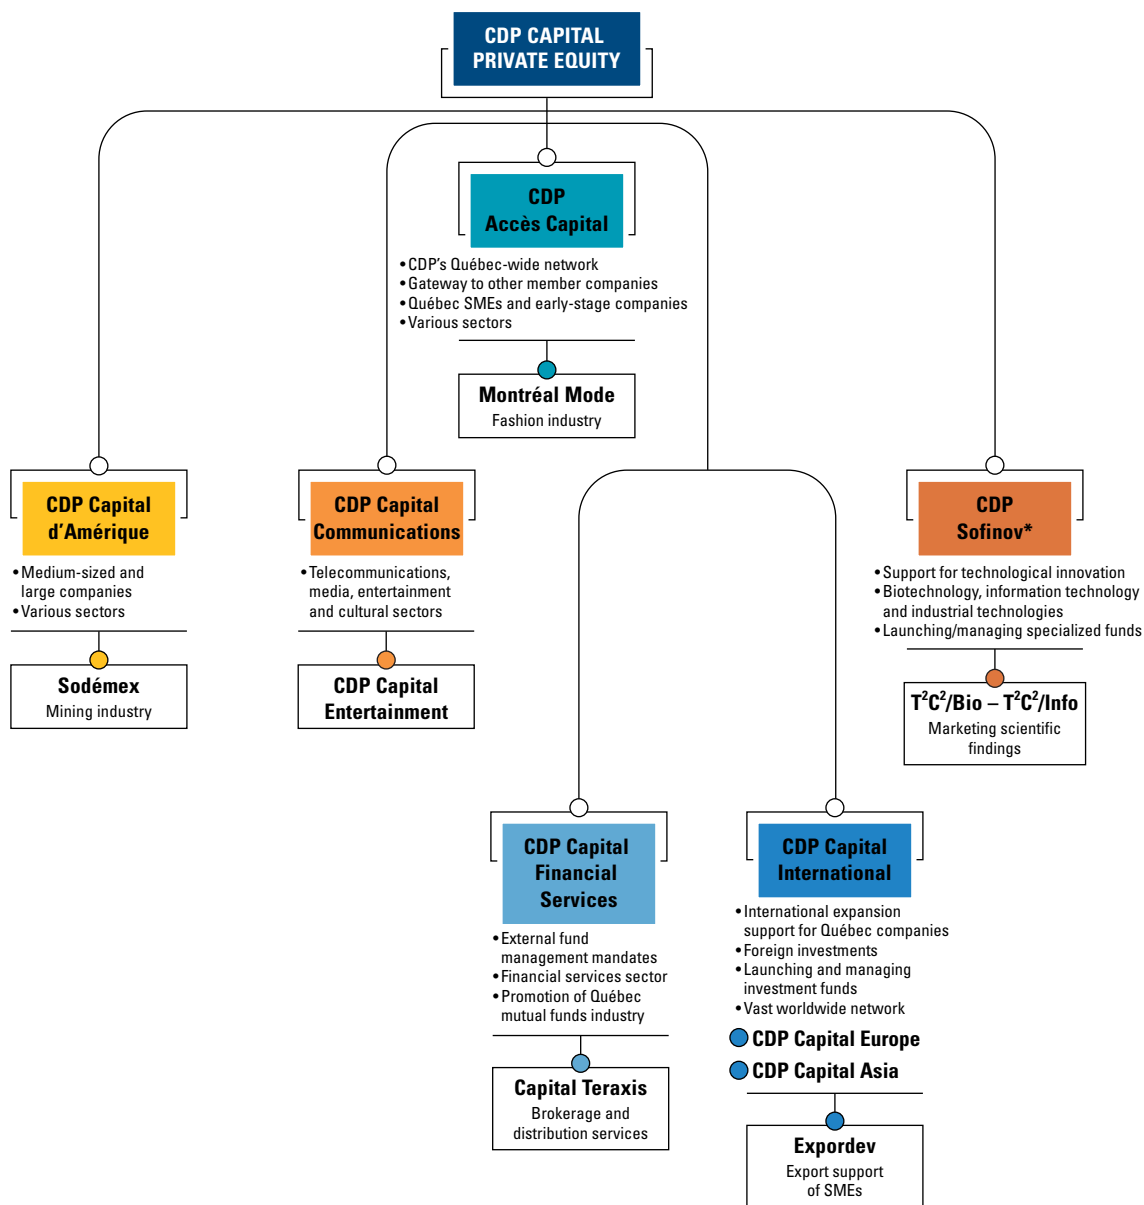 CDP CAPITAL
PRIVATE EQUITY
CDP
Accès Capital
• CDP's Québec-wide network
• Gateway to other member companies
• Québec SMEs and early-stage companies
• Various sectors
Montréal Mode
Fashion industry
CDP Capital
d'Amérique
• Medium-sized and
large companies
• Various sectors
Sodémex
Mining industry
CDP Capital
Communications
• Telecommunications,
media, entertainment
and cultural sectors
CDP Capital
Entertainment
CDP
Sofinov*
• Support for technological innovation
• Biotechnology, information technology
and industrial technologies
• Launching/managing specialized funds
T²C²/Bio – T²C²/Info
Marketing scientific
findings
CDP Capital
Financial
Services
• External fund
management mandates
• Financial services sector
• Promotion of Québec
mutual funds industry
Capital Teraxis
Brokerage and
distribution services
CDP Capital
International
• International expansion
support for Québec companies
• Foreign investments
• Launching and managing
investment funds
• Vast worldwide network
CDP Capital Europe
CDP Capital Asia
Expordev
Export support
of SMEs